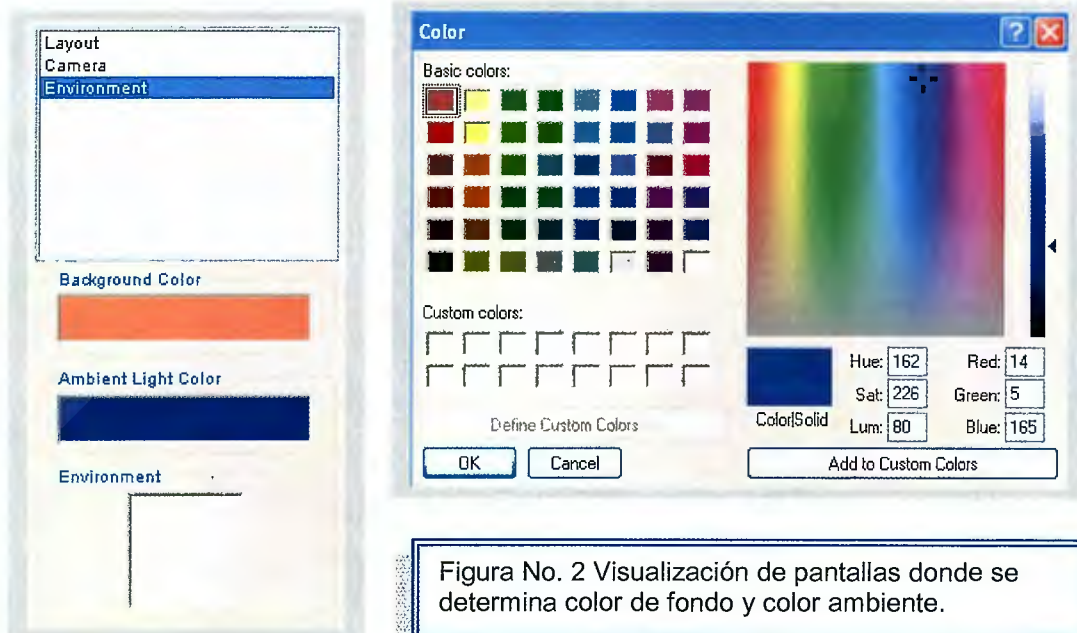 Layout
Camera
Environment
Background Color
Ambient Light Color
Environment
Color
Basic colors:
Custom colors:
Define Custom Colors
OK Cancel
Color|Solid
Hue: 162 Red: 14
Sat: 226 Green: 5
Lum: 80 Blue: 165
Add to Custom Colors
Figura No. 2 Visualización de pantallas donde se
determina color de fondo y color ambiente.